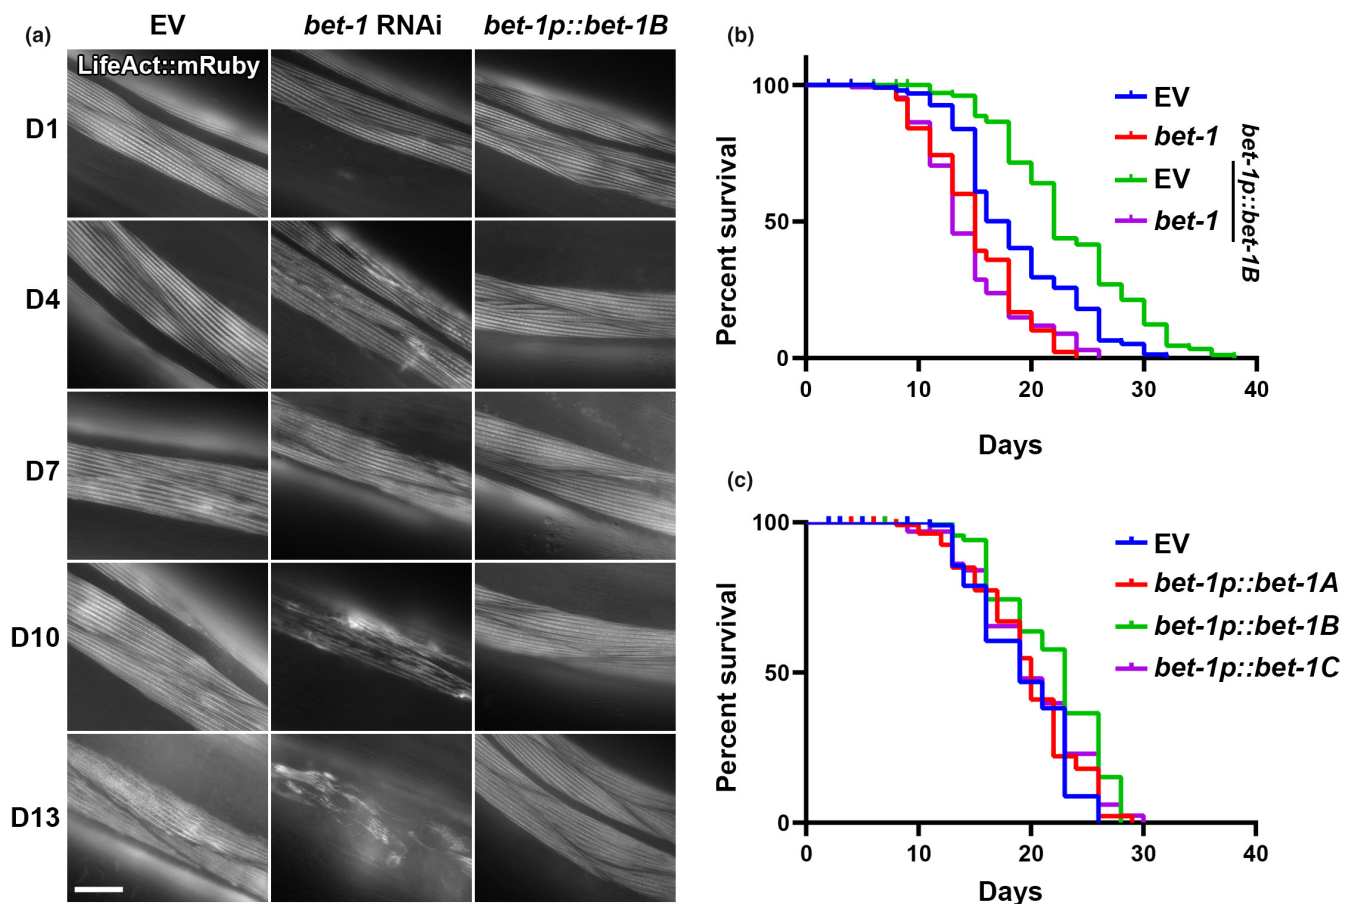 (a)
EV
bet-1 RNAi
bet-1p::bet-1B
LifeAct::mRuby
D1
D4
D7
D10
D13
(b)
Percent survival
100
50
0
0 10 20 30 40
Days
EV
bet-1
EV
bet-1
bet-1p::bet-1B
(c)
Percent survival
100
50
0
0 10 20 30 40
Days
EV
bet-1p::bet-1A
bet-1p::bet-1B
bet-1p::bet-1C